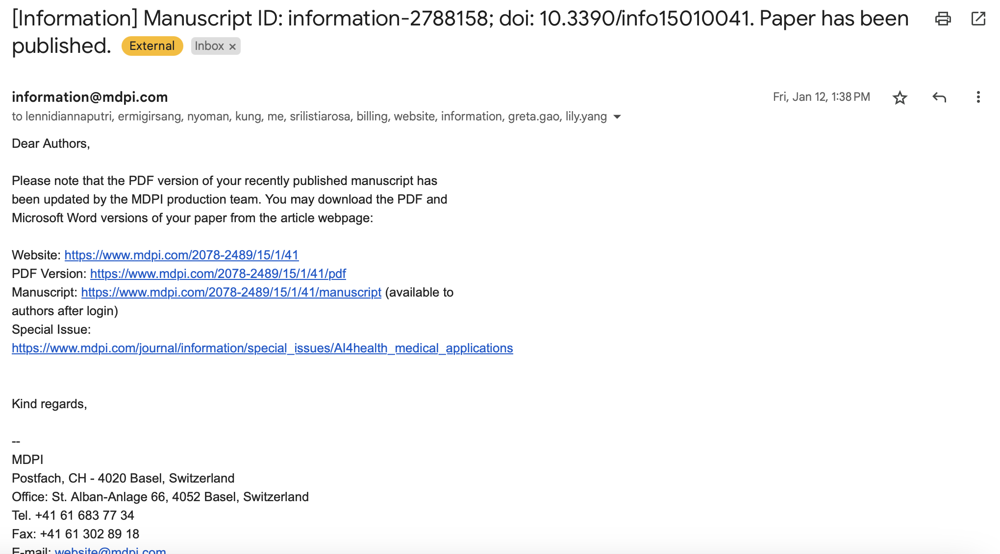 [Information] Manuscript ID: information-2788158; doi: 10.3390/info15010041. Paper has been
published. External Inbox ×
information@mdpi.com Fri, Jan 12, 1:38 PM
to lennidiannaputri, ermigirsang, nyoman, kung, me, srilistiarosa, billing, website, information, greta.gao, lily.yang
Dear Authors,
Please note that the PDF version of your recently published manuscript has
been updated by the MDPI production team. You may download the PDF and
Microsoft Word versions of your paper from the article webpage:
Website: https://www.mdpi.com/2078-2489/15/1/41
PDF Version: https://www.mdpi.com/2078-2489/15/1/41/pdf
Manuscript: https://www.mdpi.com/2078-2489/15/1/41/manuscript (available to
authors after login)
Special Issue:
https://www.mdpi.com/journal/information/special_issues/AI4health_medical_applications
Kind regards,
--
MDPI
Postfach, CH - 4020 Basel, Switzerland
Office: St. Alban-Anlage 66, 4052 Basel, Switzerland
Tel. +41 61 683 77 34
Fax: +41 61 302 89 18
E-mail: website@mdpi.com